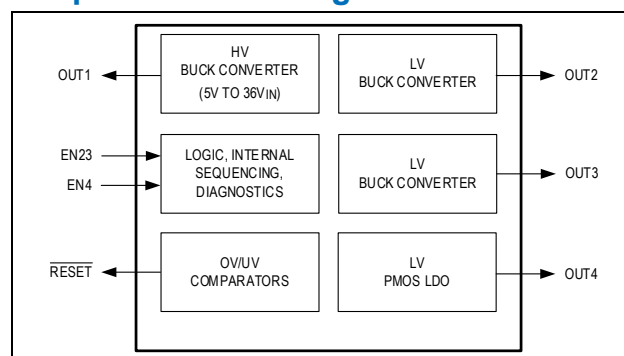 OUT1
HV
BUCK CONVERTER
(5V TO 36VIN)
LV
BUCK CONVERTER
OUT2
EN23
EN4
LOGIC, INTERNAL
SEQUENCING,
DIAGNOSTICS
LV
BUCK CONVERTER
OUT3
RESET
OV/UV
COMPARATORS
LV
PMOS LDO
OUT4